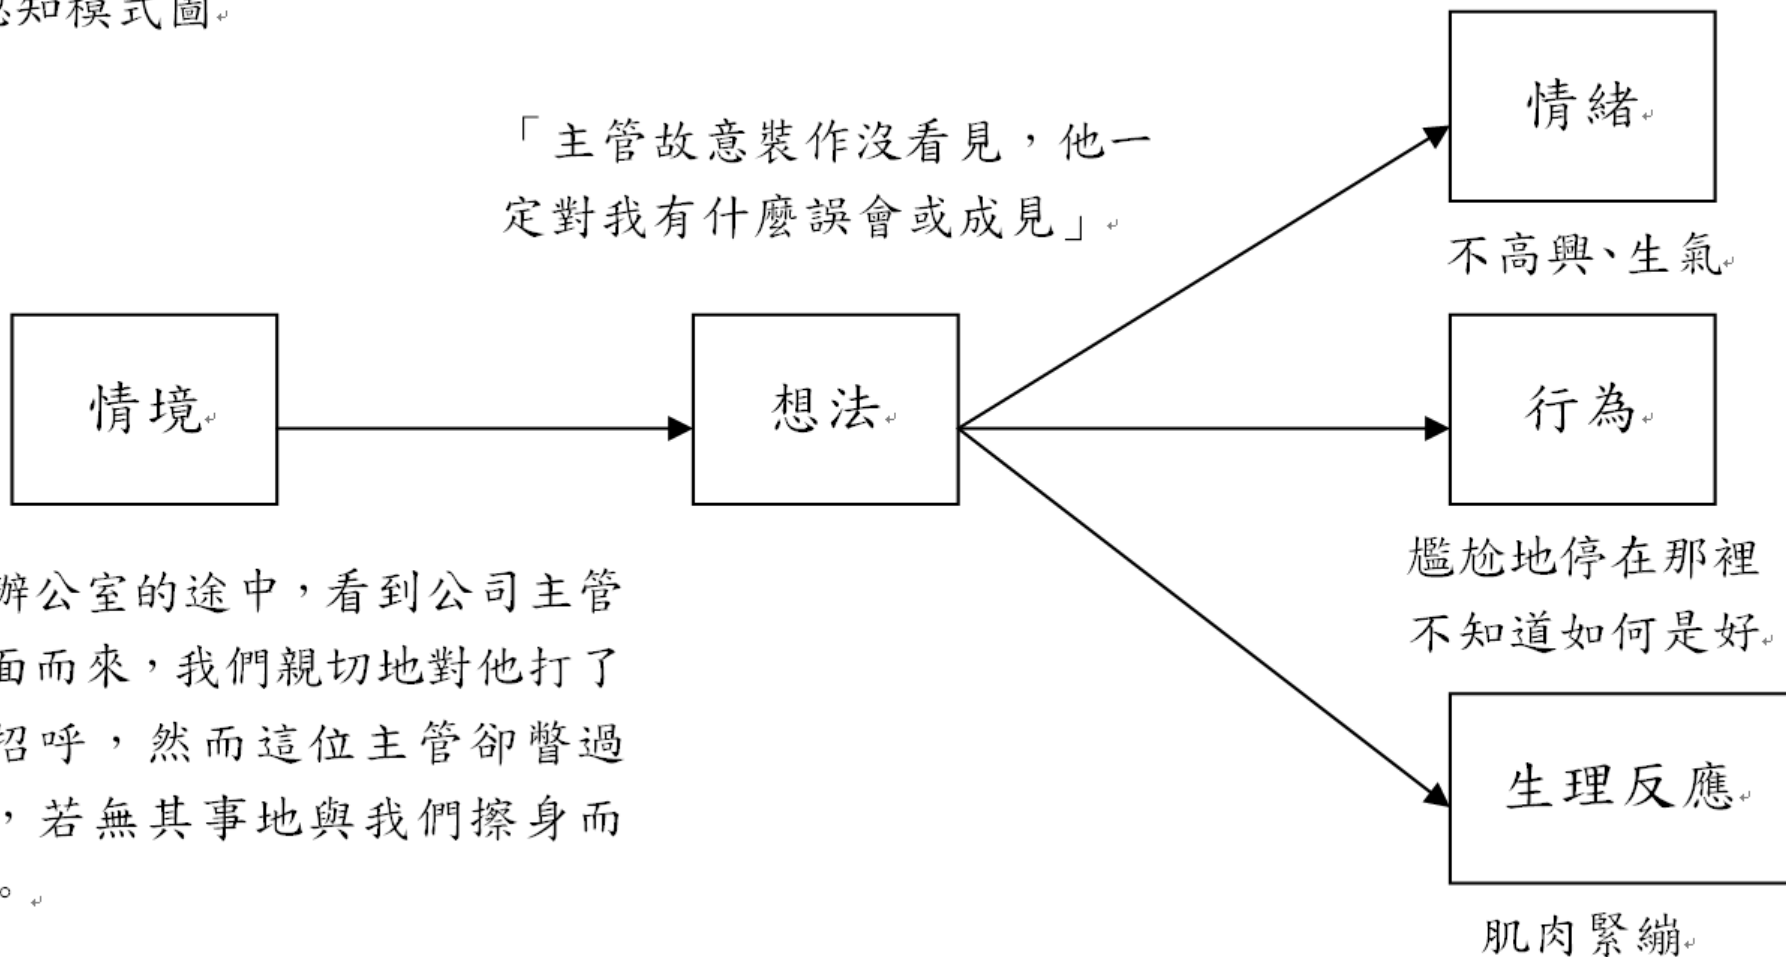 認知模式圖
「主管故意裝作沒看見，他一
定對我有什麼誤會或成見」
情緒
不高興、生氣
情境
想法
行為
尷尬地停在那裡
不知道如何是好
辦公室的途中，看到公司主管
面而來，我們親切地對他打了
招呼，然而這位主管卻瞥過
，若無其事地與我們擦身而
。
生理反應
肌肉緊繃